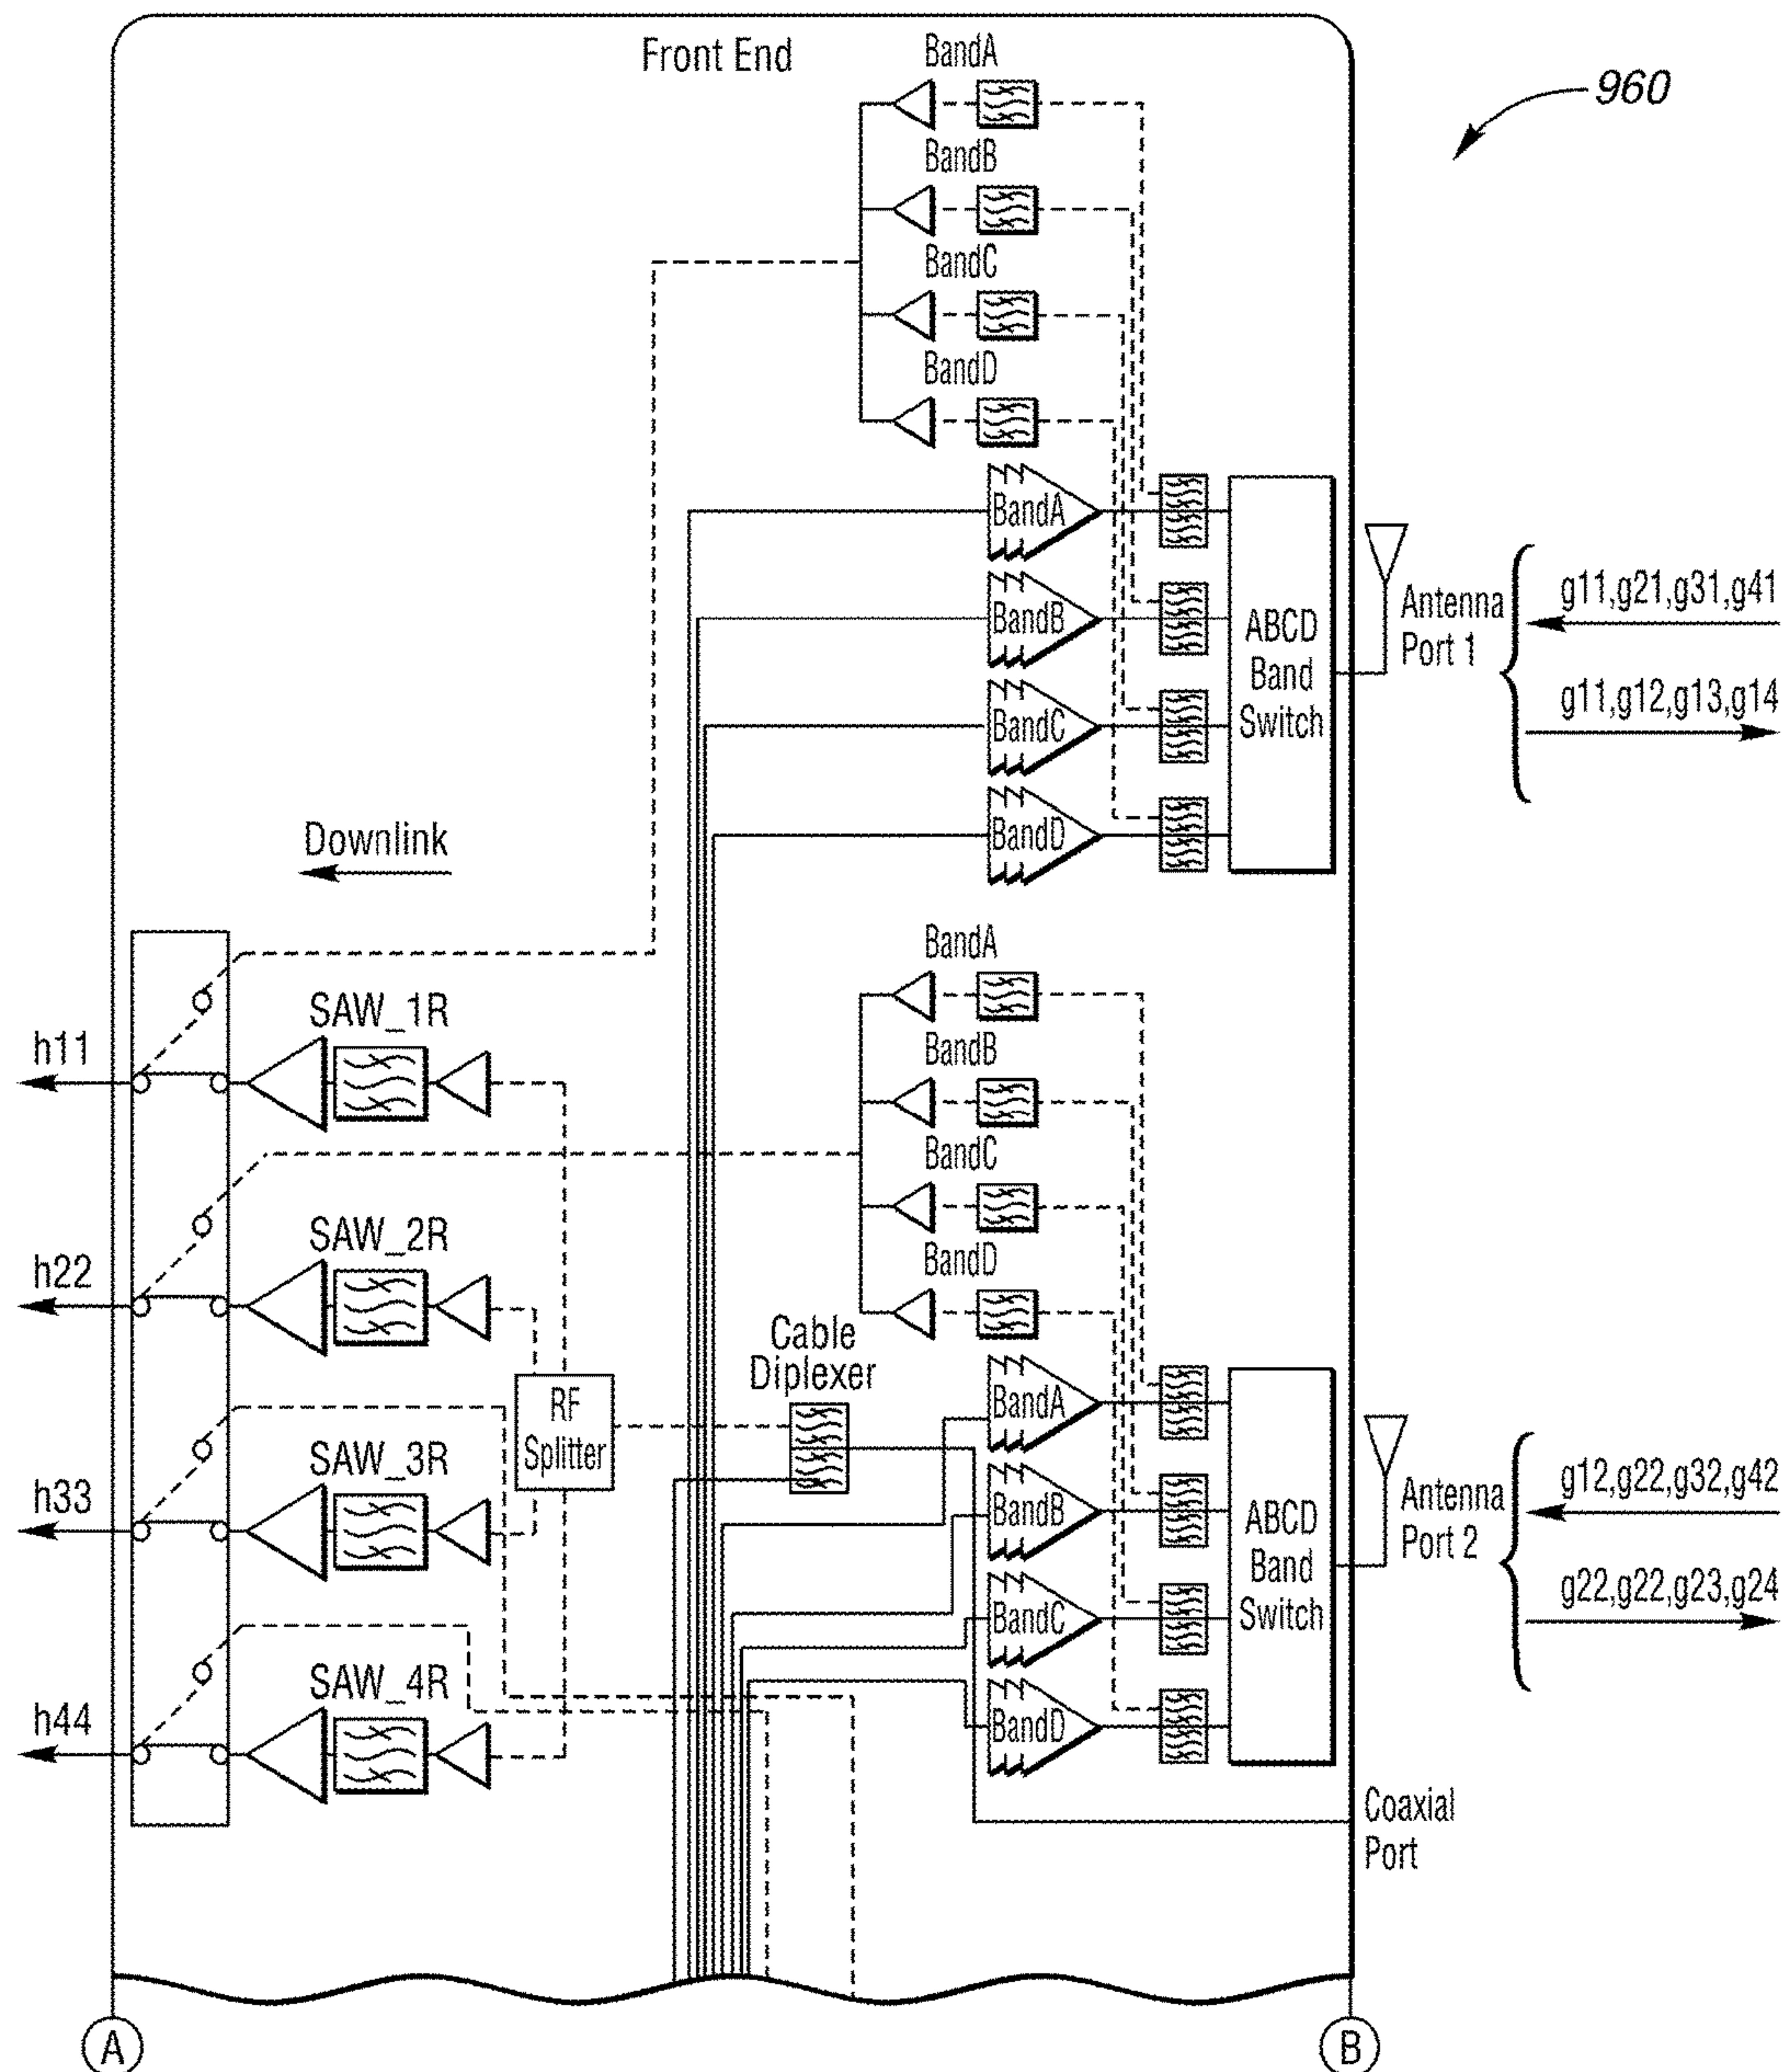 Front End
960
BandA
BandB
BandC
BandD
BandA
BandB
BandC
BandD
ABCD
Band
Switch
Antenna
Port 1
g11,g21,g31,g41
g11,g12,g13,g14
Downlink
h11
SAW_1R
h22
SAW_2R
h33
SAW_3R
h44
SAW_4R
RF
Splitter
Cable
Diplexer
BandA
BandB
BandC
BandD
BandA
BandB
BandC
BandD
ABCD
Band
Switch
Antenna
Port 2
g12,g22,g32,g42
g22,g22,g23,g24
Coaxial
Port
A
B